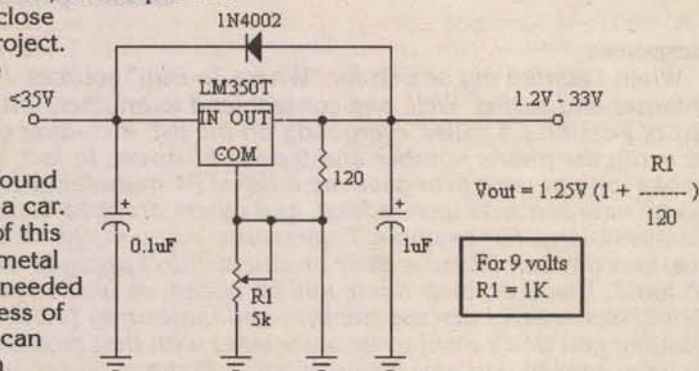 close
roject.
ound
a car.
of this
metal
needed
ess of
can
1N4002
LM350T
<35V
IN OUT
COM
1.2V - 33V
120
0.1uF
1uF
R1
5k
R1
Vout = 1.25V (1 + ----)
120
For 9 volts
R1 = 1K